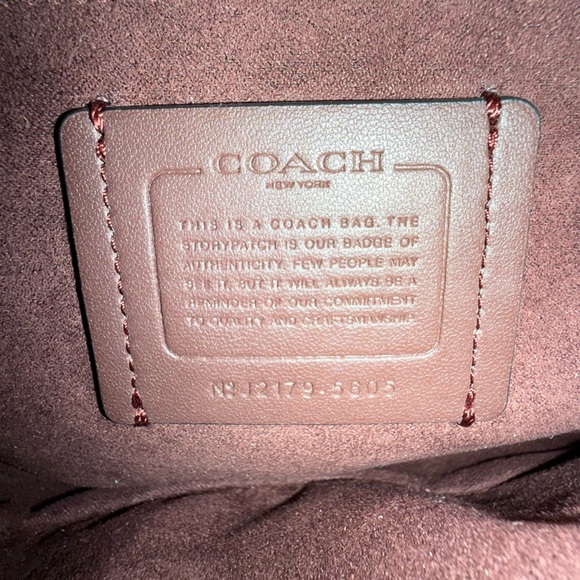 COACH
NEW YORK
THIS IS A COACH BAG. THE
STORYPATCH IS OUR BADGE OF
AUTHENTICITY. FEW PEOPLE MAY
SEE IT, BUT IT WILL ALWAYS BE A
REMINDER OF OUR COMMITMENT
TO QUALITY AND CRAFTSMANSHIP.
Nº J2179-5605